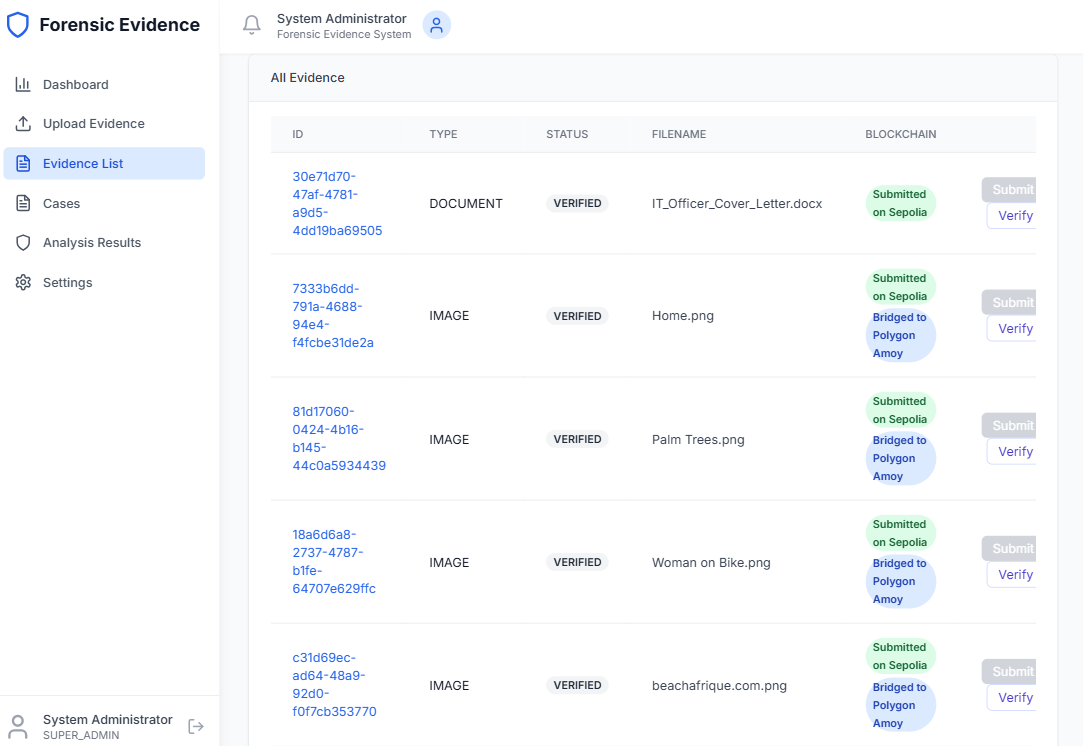 Forensic Evidence
System Administrator
Forensic Evidence System
Dashboard
Upload Evidence
Evidence List
Cases
Analysis Results
Settings
All Evidence
ID TYPE STATUS FILENAME BLOCKCHAIN
30e71d70-
47af-4781-
a9d5-
4dd19ba69505
DOCUMENT
VERIFIED
IT_Officer_Cover_Letter.docx
Submitted
on Sepolia
Submit
Verify
7333b6dd-
791a-4688-
94e4-
f4fcbe31de2a
IMAGE
VERIFIED
Home.png
Submitted
on Sepolia
Bridged to
Polygon
Amoy
Submit
Verify
81d17060-
0424-4b16-
b145-
44c0a5934439
IMAGE
VERIFIED
Palm Trees.png
Submitted
on Sepolia
Bridged to
Polygon
Amoy
Submit
Verify
18a6d6a8-
2737-4787-
b1fe-
64707e629ffc
IMAGE
VERIFIED
Woman on Bike.png
Submitted
on Sepolia
Bridged to
Polygon
Amoy
Submit
Verify
c31d69ec-
ad64-48a9-
92d0-
f0f7cb353770
IMAGE
VERIFIED
beachafrique.com.png
Submitted
on Sepolia
Bridged to
Polygon
Amoy
Submit
Verify
System Administrator
SUPER_ADMIN